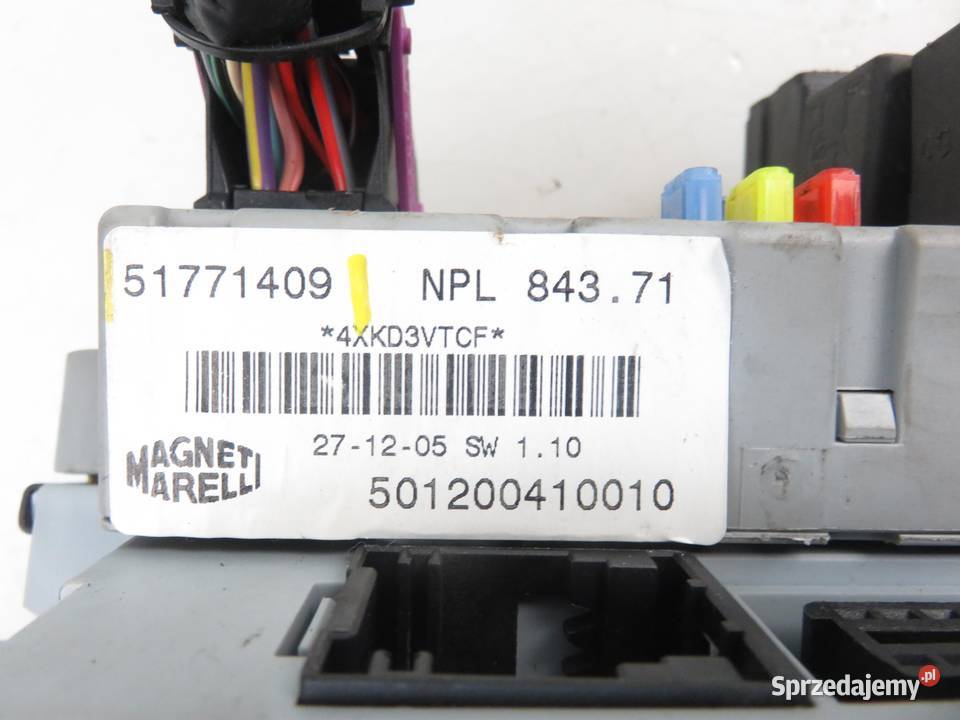 51771409 NPL 843.71
*4XKD3VTCF*
27-12-05 SW 1.10
MAGNETI
MARELLI
501200410010
Sprzedajemy.pl